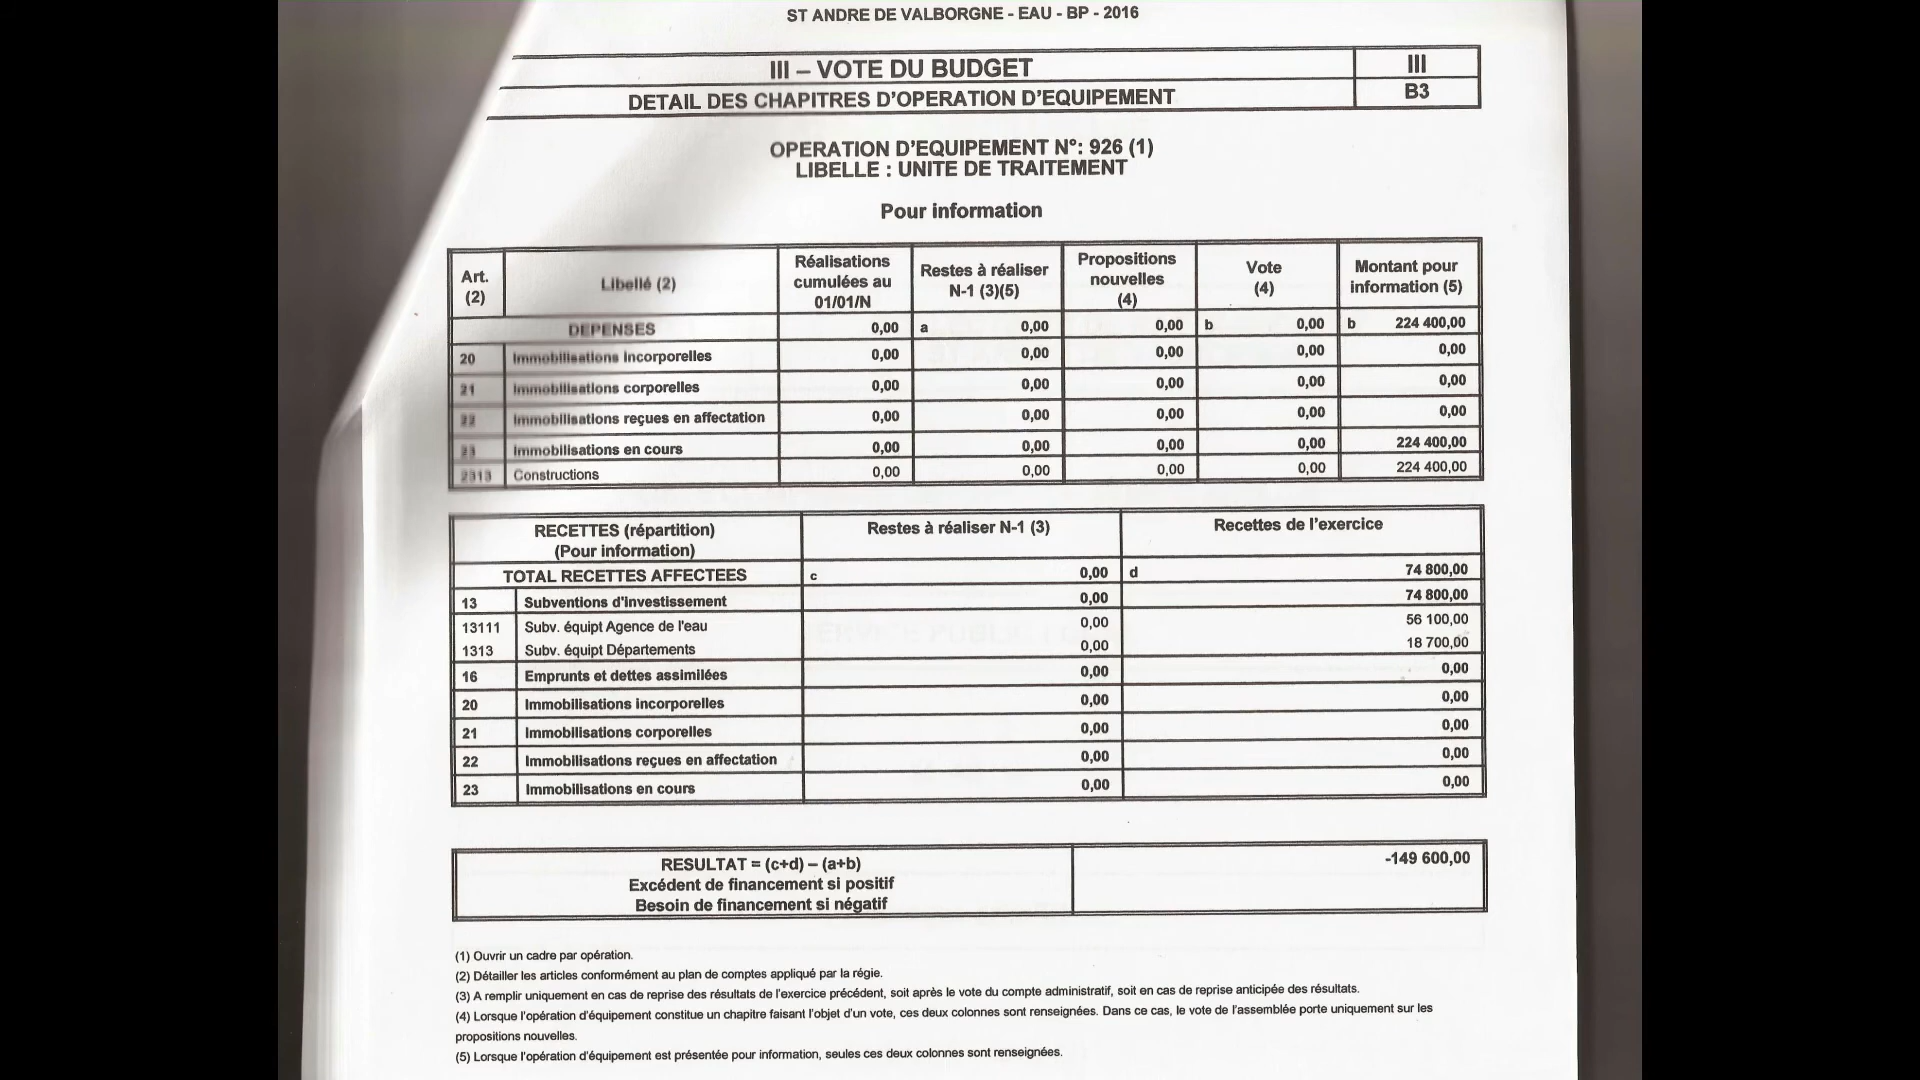 ST ANDRE DE VALBORGNE - EAU - BP - 2016
III – VOTE DU BUDGET III
DETAIL DES CHAPITRES D'OPERATION D'EQUIPEMENT B3
OPERATION D'EQUIPEMENT N°: 926 (1)
LIBELLE : UNITE DE TRAITEMENT
Pour information
Art. (2) Libellé (2) Réalisations cumulées au 01/01/N Restes à réaliser N-1 (3)(5) Propositions nouvelles (4) Vote (4) Montant pour information (5)
DEPENSES 0,00 a 0,00 0,00 b 0,00 b 224 400,00
20 Immobilisations incorporelles 0,00 0,00 0,00 0,00 0,00
21 Immobilisations corporelles 0,00 0,00 0,00 0,00 0,00
22 Immobilisations reçues en affectation 0,00 0,00 0,00 0,00 0,00
23 Immobilisations en cours 0,00 0,00 0,00 0,00 224 400,00
2313 Constructions 0,00 0,00 0,00 0,00 224 400,00
RECETTES (répartition) (Pour information) Restes à réaliser N-1 (3) Recettes de l'exercice
TOTAL RECETTES AFFECTEES c 0,00 d 74 800,00
13 Subventions d'investissement 0,00 74 800,00
13111 Subv. équipt Agence de l'eau 0,00 56 100,00
1313 Subv. équipt Départements 0,00 18 700,00
16 Emprunts et dettes assimilées 0,00 0,00
20 Immobilisations incorporelles 0,00 0,00
21 Immobilisations corporelles 0,00 0,00
22 Immobilisations reçues en affectation 0,00 0,00
23 Immobilisations en cours 0,00 0,00
RESULTAT = (c+d) – (a+b) -149 600,00
Excédent de financement si positif
Besoin de financement si négatif
(1) Ouvrir un cadre par opération.
(2) Détailler les articles conformément au plan de comptes appliqué par la régie.
(3) A remplir uniquement en cas de reprise des résultats de l'exercice précédent, soit après le vote du compte administratif, soit en cas de reprise anticipée des résultats.
(4) Lorsque l'opération d'équipement constitue un chapitre faisant l'objet d'un vote, ces deux colonnes sont renseignées. Dans ce cas, le vote de l'assemblée porte uniquement sur les
propositions nouvelles.
(5) Lorsque l'opération d'équipement est présentée pour information, seules ces deux colonnes sont renseignées.